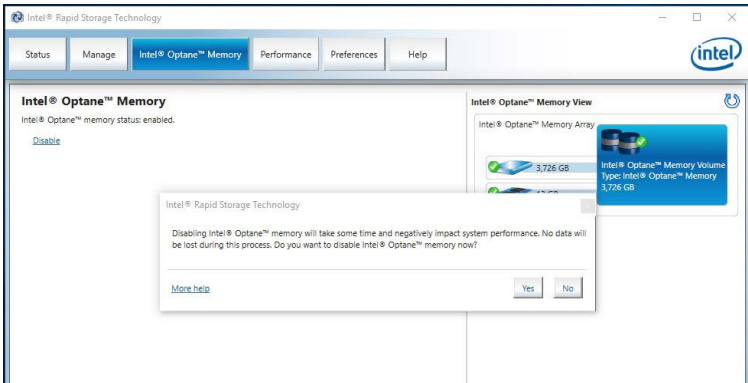 Intel® Rapid Storage Technology
Status
Manage
Intel® Optane™ Memory
Performance
Preferences
Help
intel
Intel® Optane™ Memory
Intel® Optane™ memory status: enabled.
Disable
Intel® Optane™ Memory View
Intel® Optane™ Memory Array
3,726 GB
Intel® Optane™ Memory Volume
Type: Intel® Optane™ Memory
3,726 GB
Intel® Rapid Storage Technology
Disabling Intel® Optane™ memory will take some time and negatively impact system performance. No data will
be lost during this process. Do you want to disable Intel® Optane™ memory now?
More help
Yes
No